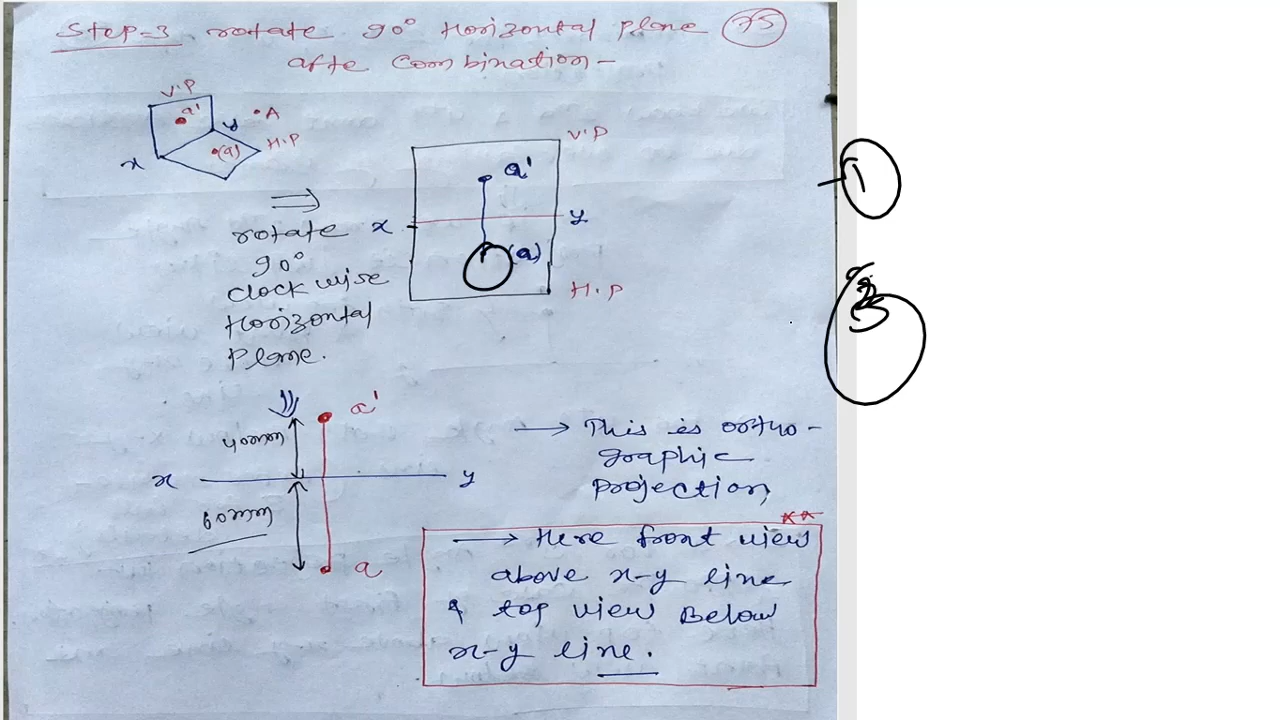 Step-3 rotate 90° Horizontal plane 75
afte Combination-
V.P
a'
y
.A
x
(a)
H.P
V.P
a'
⇒
rotate
x
y
90°
(a)
clock wise
H.P
Horizontal
plane.
a'
40mm
→ This is ortho-
graphic
projection,
x
y
60mm
**
→ Here front view
above x-y line
& top view Below
x-y line.
a
1